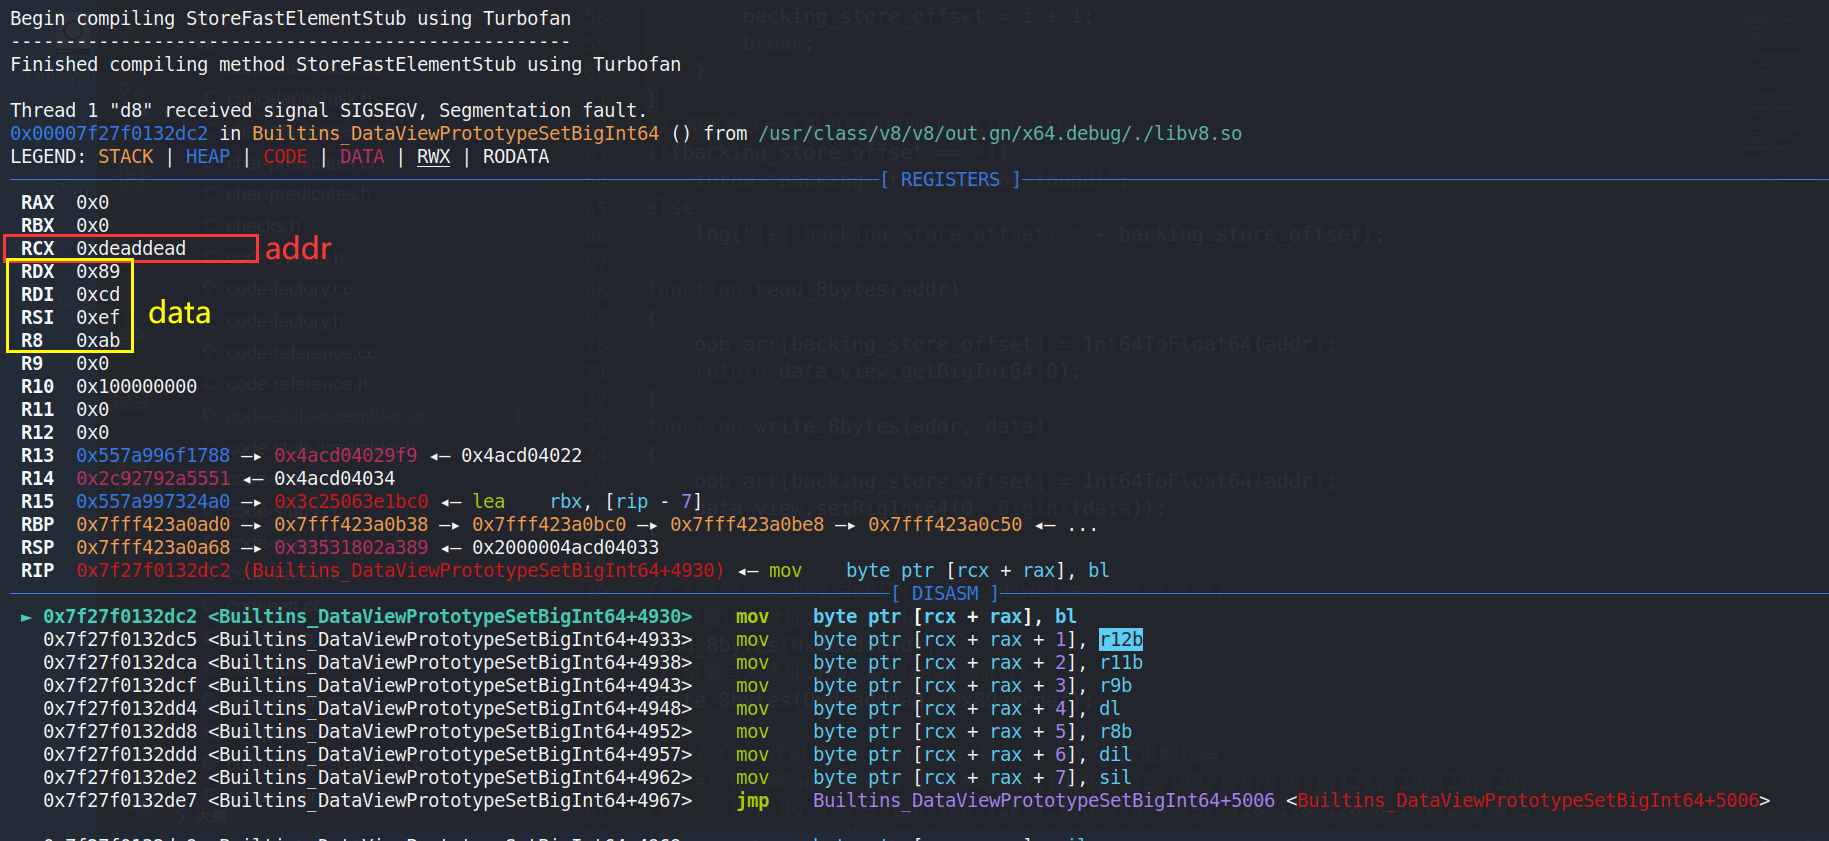 Begin compiling StoreFastElementStub using Turbofan
---------------------------------------------------
Finished compiling method StoreFastElementStub using Turbofan
Thread 1 "d8" received signal SIGSEGV, Segmentation fault.
0x00007f27f0132dc2 in Builtins_DataViewPrototypeSetBigInt64 () from /usr/class/v8/v8/out.gn/x64.debug/./libv8.so
LEGEND: STACK | HEAP | CODE | DATA | RWX | RODATA
[ REGISTERS ]
RAX 0x0
RBX 0x0
RCX 0xdeaddead addr
RDX 0x89
RDI 0xcd
RSI 0xef
data
R8 0xab
R9 0x0
R10 0x100000000
R11 0x0
R12 0x0
R13 0x557a996f1788 —▸ 0x4acd04029f9 ◂— 0x4acd04022
R14 0x2c92792a5551 ◂— 0x4acd04034
R15 0x557a997324a0 —▸ 0x3c25063e1bc0 ◂— lea rbx, [rip - 7]
RBP 0x7fff423a0ad0 —▸ 0x7fff423a0b38 —▸ 0x7fff423a0bc0 —▸ 0x7fff423a0be8 —▸ 0x7fff423a0c50 ◂— ...
RSP 0x7fff423a0a68 —▸ 0x33531802a389 ◂— 0x2000004acd04033
RIP 0x7f27f0132dc2 (Builtins_DataViewPrototypeSetBigInt64+4930) ◂— mov byte ptr [rcx + rax], bl
[ DISASM ]
► 0x7f27f0132dc2 <Builtins_DataViewPrototypeSetBigInt64+4930> mov byte ptr [rcx + rax], bl
0x7f27f0132dc5 <Builtins_DataViewPrototypeSetBigInt64+4933> mov byte ptr [rcx + rax + 1], r12b
0x7f27f0132dca <Builtins_DataViewPrototypeSetBigInt64+4938> mov byte ptr [rcx + rax + 2], r11b
0x7f27f0132dcf <Builtins_DataViewPrototypeSetBigInt64+4943> mov byte ptr [rcx + rax + 3], r9b
0x7f27f0132dd4 <Builtins_DataViewPrototypeSetBigInt64+4948> mov byte ptr [rcx + rax + 4], dl
0x7f27f0132dd8 <Builtins_DataViewPrototypeSetBigInt64+4952> mov byte ptr [rcx + rax + 5], r8b
0x7f27f0132ddd <Builtins_DataViewPrototypeSetBigInt64+4957> mov byte ptr [rcx + rax + 6], dil
0x7f27f0132de2 <Builtins_DataViewPrototypeSetBigInt64+4962> mov byte ptr [rcx + rax + 7], sil
0x7f27f0132de7 <Builtins_DataViewPrototypeSetBigInt64+4967> jmp Builtins_DataViewPrototypeSetBigInt64+5006 <Builtins_DataViewPrototypeSetBigInt64+5006>